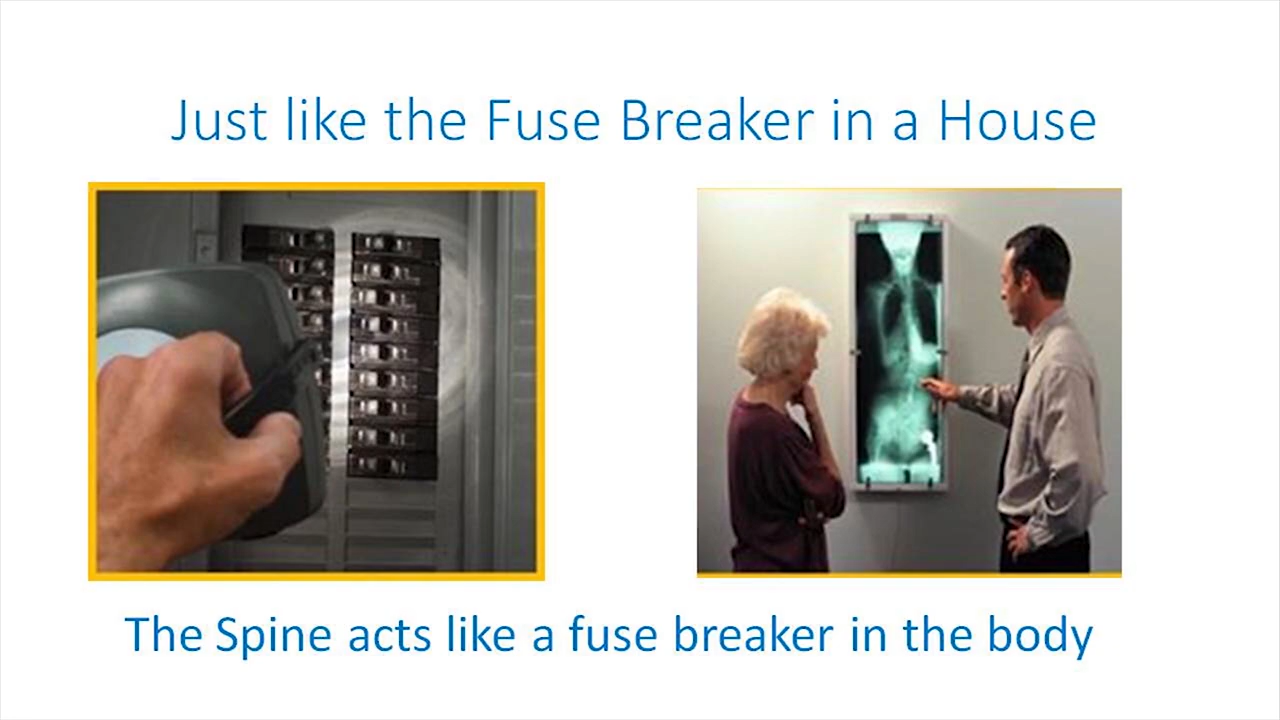 Just like the Fuse Breaker in a House
The Spine acts like a fuse breaker in the body